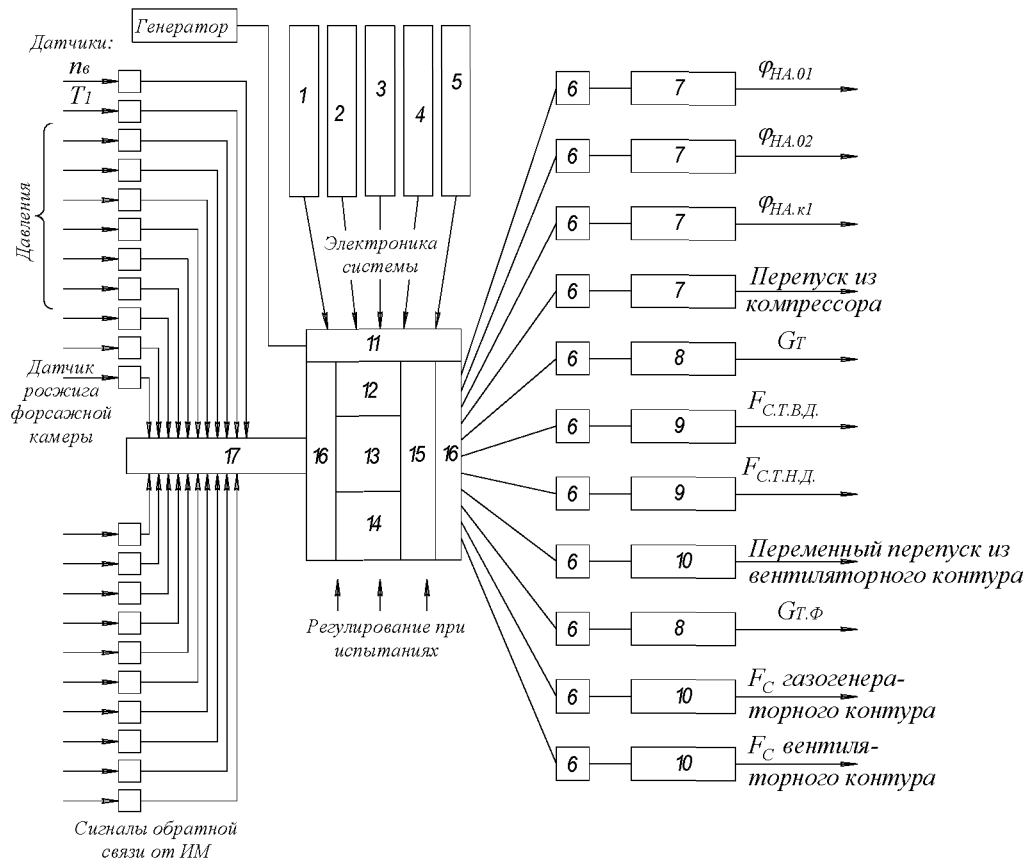 Генератор
Датчики:
nв
T1
Давления
Датчик
росжига
форсажной
камеры
17
Сигналы обратной
связи от ИМ
1
2
3
4
5
Электроника
системы
11
12
13
14
15
16
16
Регулирование при
испытаниях
6 7 φНА.01
6 7 φНА.02
6 7 φНА.к1
6 7 Перепуск из
компрессора
6 8 GТ
6 9 FС.Т.В.Д.
6 9 FС.Т.Н.Д.
6 10 Переменный перепуск из
вентиляторного контура
6 8 GТ.Ф
6 10 FС газогенера-
торного контура
6 10 FС вентиля-
торного контура